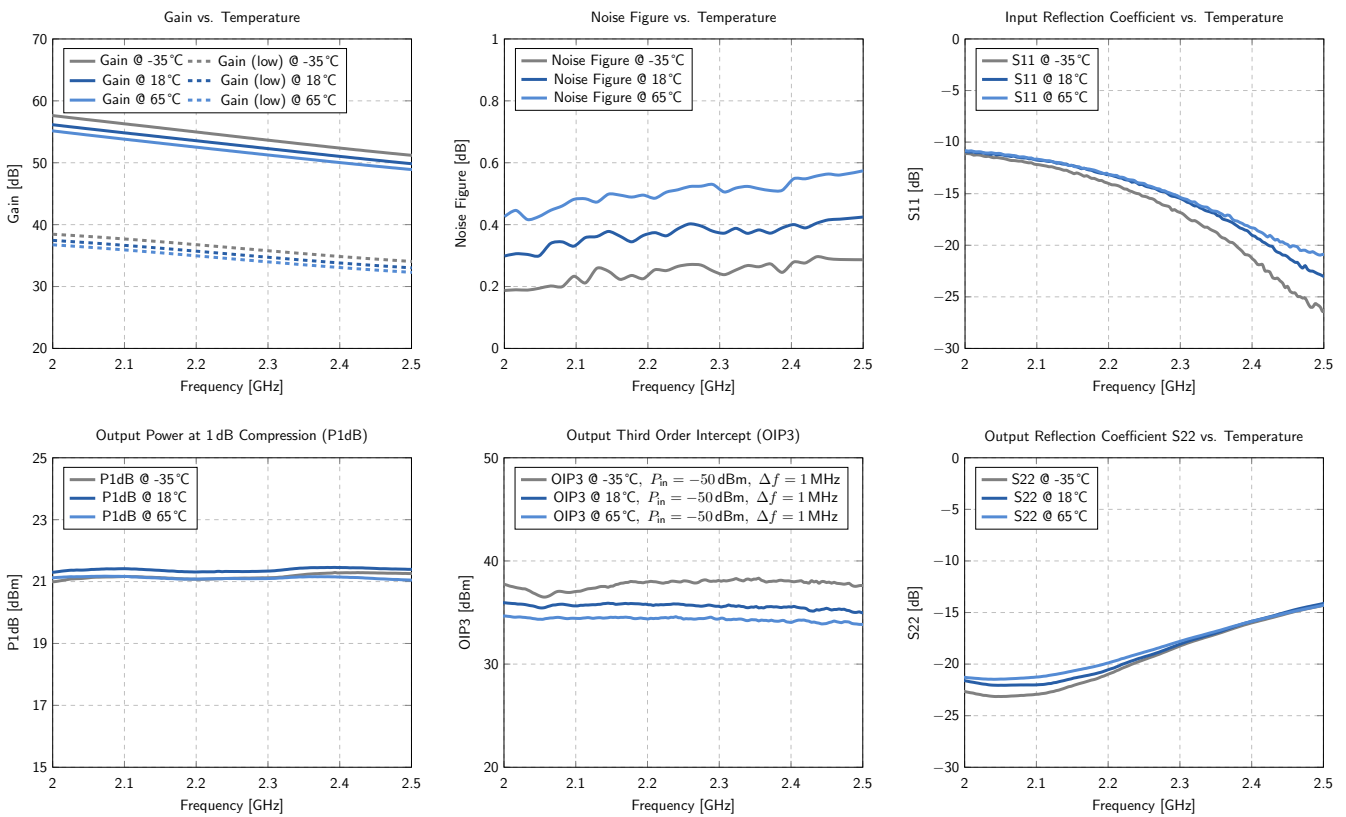 Gain vs. Temperature
70
60
50
40
30
20
Gain [dB]
Gain @ -35°C Gain (low) @ -35°C
Gain @ 18°C Gain (low) @ 18°C
Gain @ 65°C Gain (low) @ 65°C
2 2.1 2.2 2.3 2.4 2.5
Frequency [GHz]
Noise Figure vs. Temperature
1
0.8
0.6
0.4
0.2
0
Noise Figure [dB]
Noise Figure @ -35°C
Noise Figure @ 18°C
Noise Figure @ 65°C
2 2.1 2.2 2.3 2.4 2.5
Frequency [GHz]
Input Reflection Coefficient vs. Temperature
0
−5
−10
−15
−20
−25
−30
S11 [dB]
S11 @ -35°C
S11 @ 18°C
S11 @ 65°C
2 2.1 2.2 2.3 2.4 2.5
Frequency [GHz]
Output Power at 1 dB Compression (P1dB)
25
23
21
19
17
15
P1dB [dBm]
P1dB @ -35°C
P1dB @ 18°C
P1dB @ 65°C
2 2.1 2.2 2.3 2.4 2.5
Frequency [GHz]
Output Third Order Intercept (OIP3)
50
40
30
20
OIP3 [dBm]
OIP3 @ -35°C, Pin = −50 dBm, Δf = 1 MHz
OIP3 @ 18°C, Pin = −50 dBm, Δf = 1 MHz
OIP3 @ 65°C, Pin = −50 dBm, Δf = 1 MHz
2 2.1 2.2 2.3 2.4 2.5
Frequency [GHz]
Output Reflection Coefficient S22 vs. Temperature
0
−5
−10
−15
−20
−25
−30
S22 [dB]
S22 @ -35°C
S22 @ 18°C
S22 @ 65°C
2 2.1 2.2 2.3 2.4 2.5
Frequency [GHz]